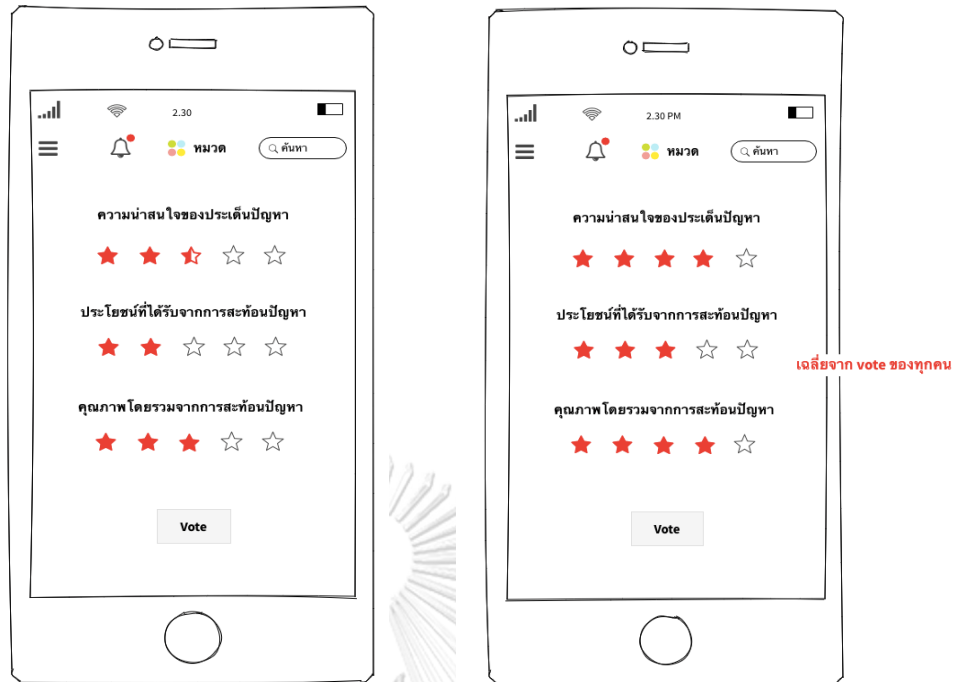 2.30
หมวด
ค้นหา
ความน่าสนใจของประเด็นปัญหา
ประโยชน์ที่ได้รับจากการสะท้อนปัญหา
คุณภาพโดยรวมจากการสะท้อนปัญหา
Vote
2.30 PM
หมวด
ค้นหา
ความน่าสนใจของประเด็นปัญหา
ประโยชน์ที่ได้รับจากการสะท้อนปัญหา
เฉลี่ยจาก vote ของทุกคน
คุณภาพโดยรวมจากการสะท้อนปัญหา
Vote